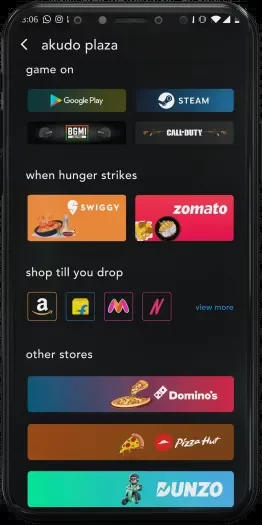 3:06
akudo plaza
game on
Google Play
STEAM
BGMI
CALL·DUTY
when hunger strikes
SWIGGY
zomato
shop till you drop
a
M
N
view more
other stores
Domino's
Pizza Hut
DUNZO